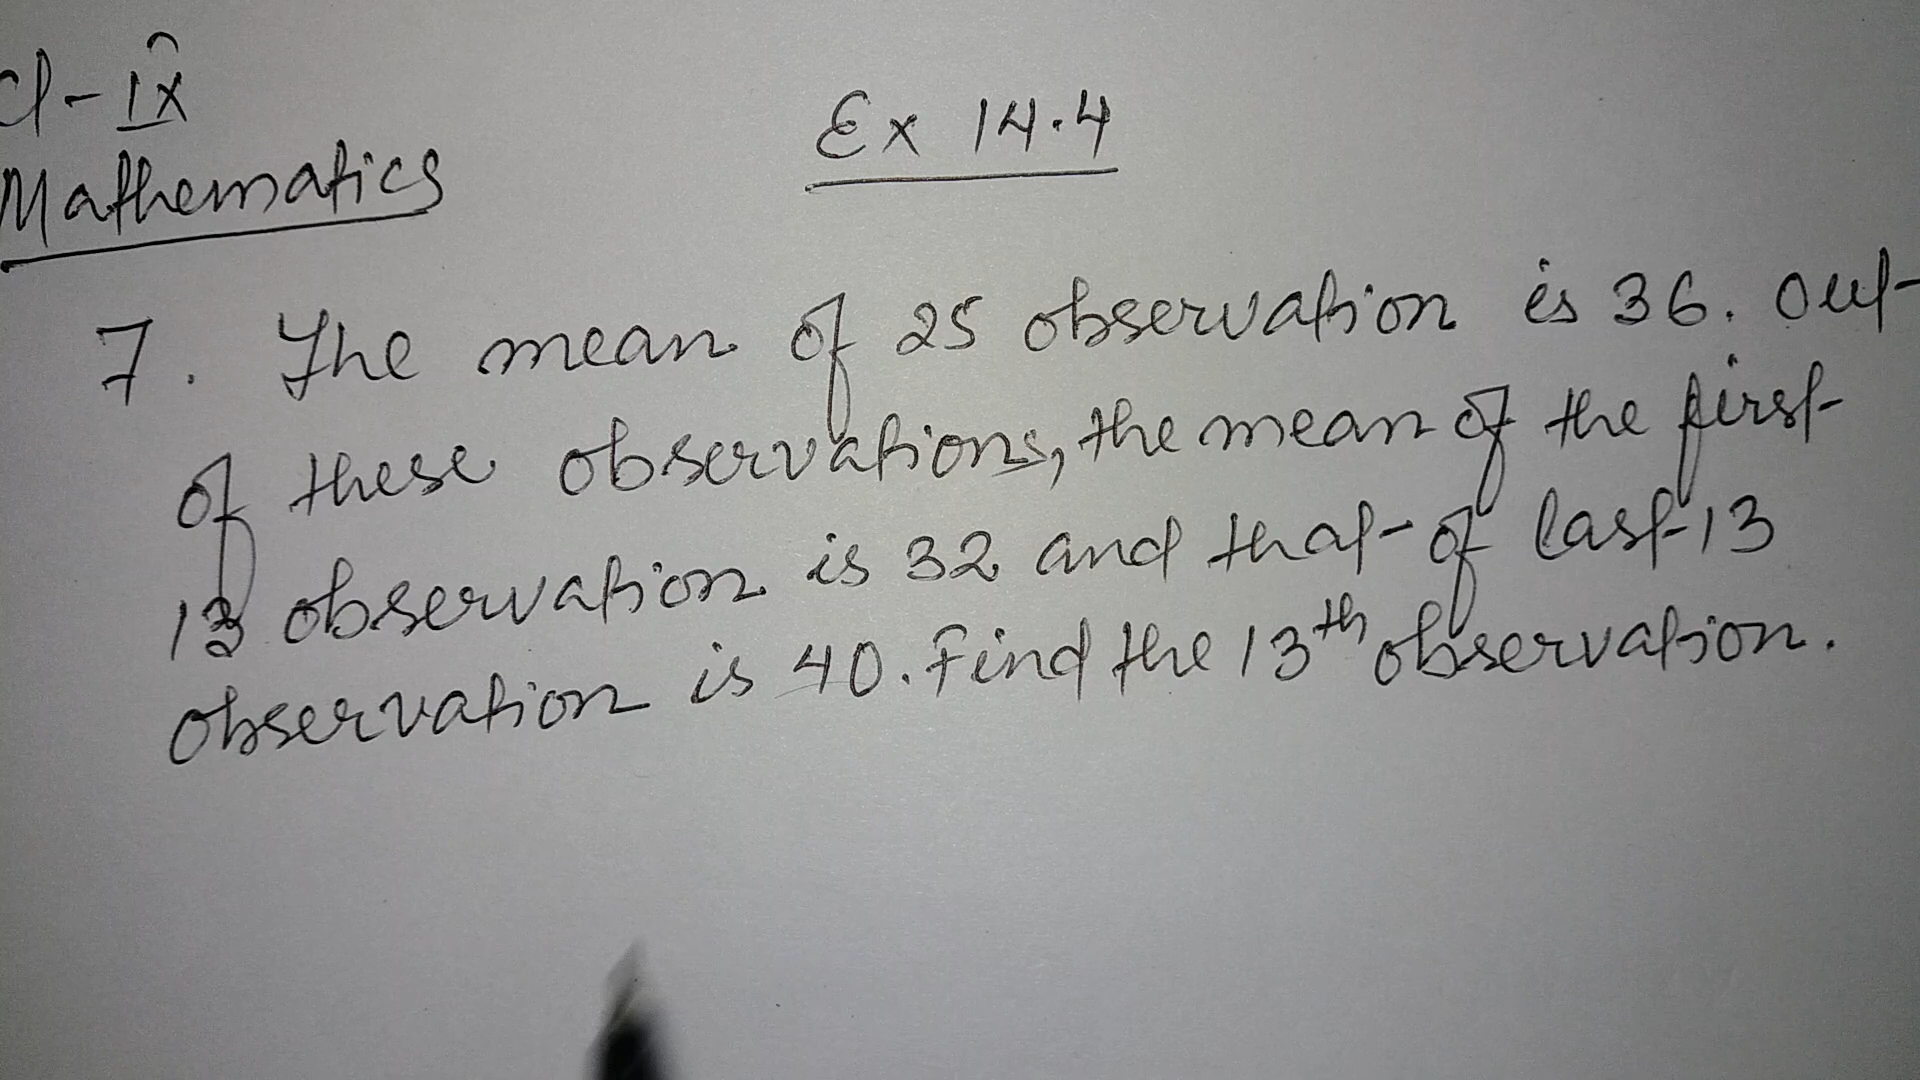 Cl-IX
Mathematics
Ex 14.4
7. The mean of 25 observation is 36. Out
of these observations, the mean of the first
13 observation is 32 and that of last 13
observation is 40. Find the 13th observation.